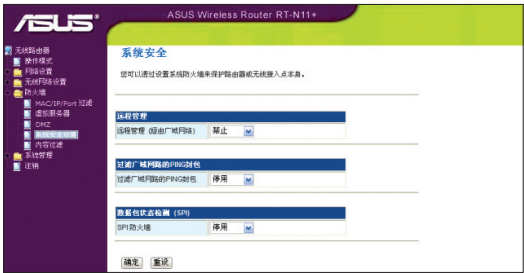 ASUS
ASUS Wireless Router RT-N11+
无线路由器
操作模式
网络设置
无线网络设置
防火墙
MAC/IP/Port 过滤
虚拟服务器
DMZ
系统安全设置
内容过滤
系统管理
注销
系统安全
您可以通过设置系统防火墙来保护路由器或无线接入点本身。
远程管理
远程管理 (经由广域网络) 禁止
过滤广域网路的PING封包
过滤广域网路的PING封包 停用
数据包状态检测 (SPI)
SPI防火墙 停用
确定 重设